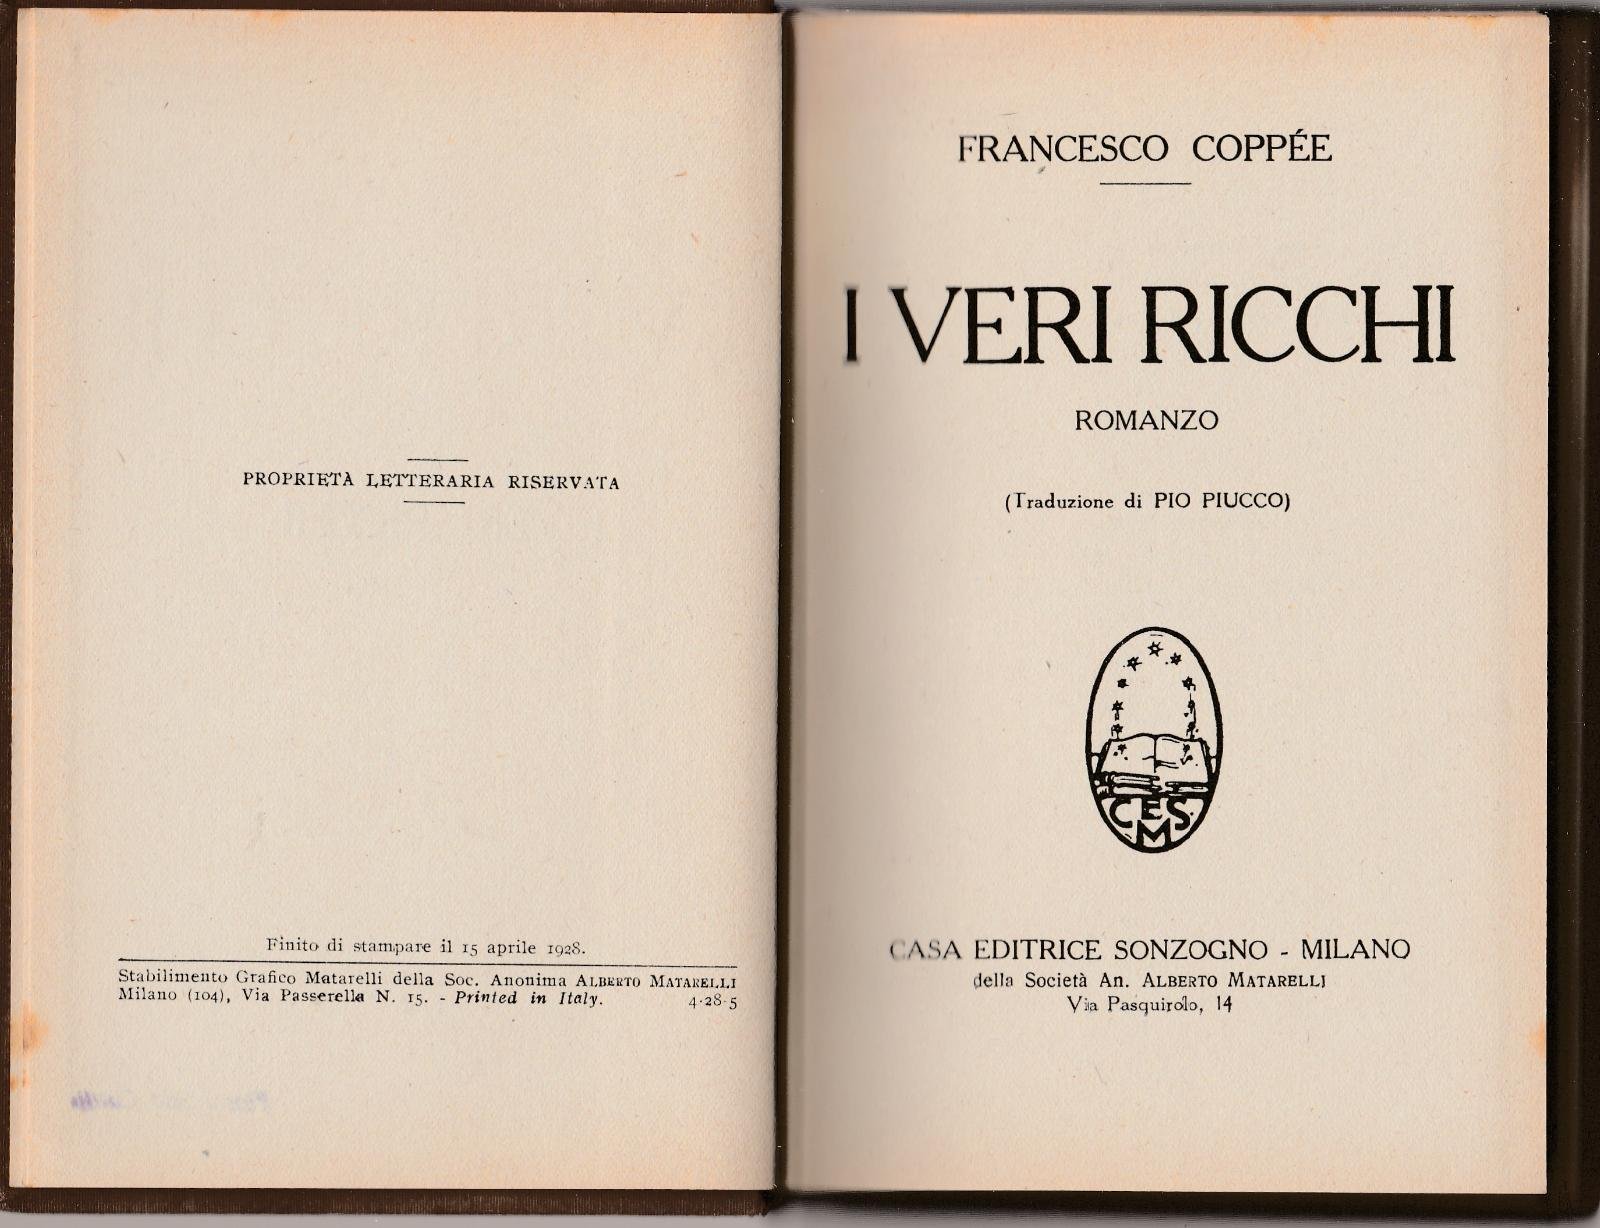 PROPRIETÀ LETTERARIA RISERVATA
Finito di stampare il 15 aprile 1928.
Stabilimento Grafico Matarelli della Soc. Anonima ALBERTO MATARELLI
Milano (104), Via Passerella N. 15. - Printed in Italy. 4-28-5
FRANCESCO COPPÉE
I VERI RICCHI
ROMANZO
(Traduzione di PIO PIUCCO)
CES
M
CASA EDITRICE SONZOGNO - MILANO
della Società An. ALBERTO MATARELLI
Via Pasquirolo, 14